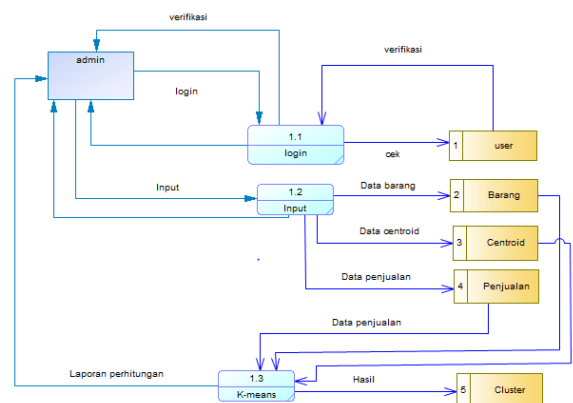 verifikasi
verifikasi
admin
login
1.1
login
cek
1 user
Input
1.2
Input
Data barang
2 Barang
Data centroid
3 Centroid
Data penjualan
4 Penjualan
Data penjualan
Laporan perhitungan
1.3
K-means
Hasil
5 Cluster